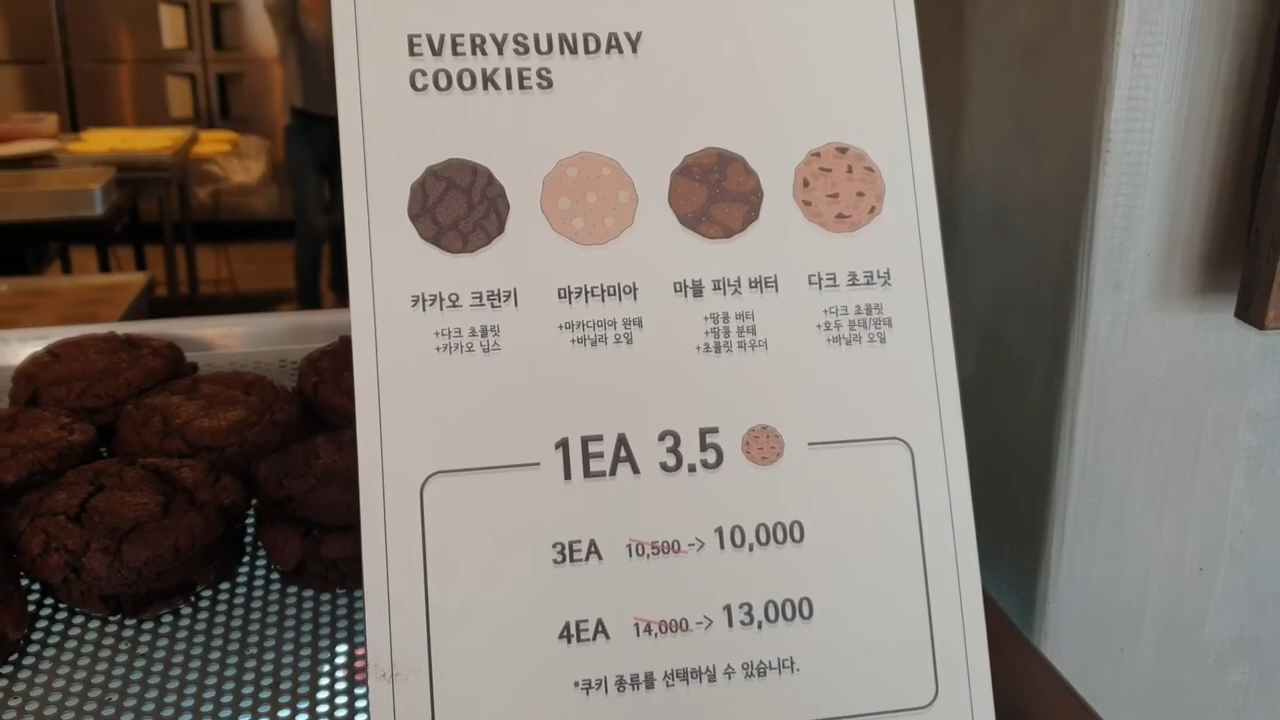 EVERYSUNDAY
COOKIES
카카오 크런키
+다크 초콜릿
+카카오 닙스
마카다미아
+마카다미아 완태
+바닐라 오일
마블 피넛 버터
+땅콩 버터
+땅콩 분태
+초콜릿 파우더
다크 초코넛
+다크 초콜릿
+호두 분태/완태
+바닐라 오일
1EA 3.5
3EA 10,500 -> 10,000
4EA 14,000 -> 13,000
*쿠키 종류를 선택하실 수 있습니다.